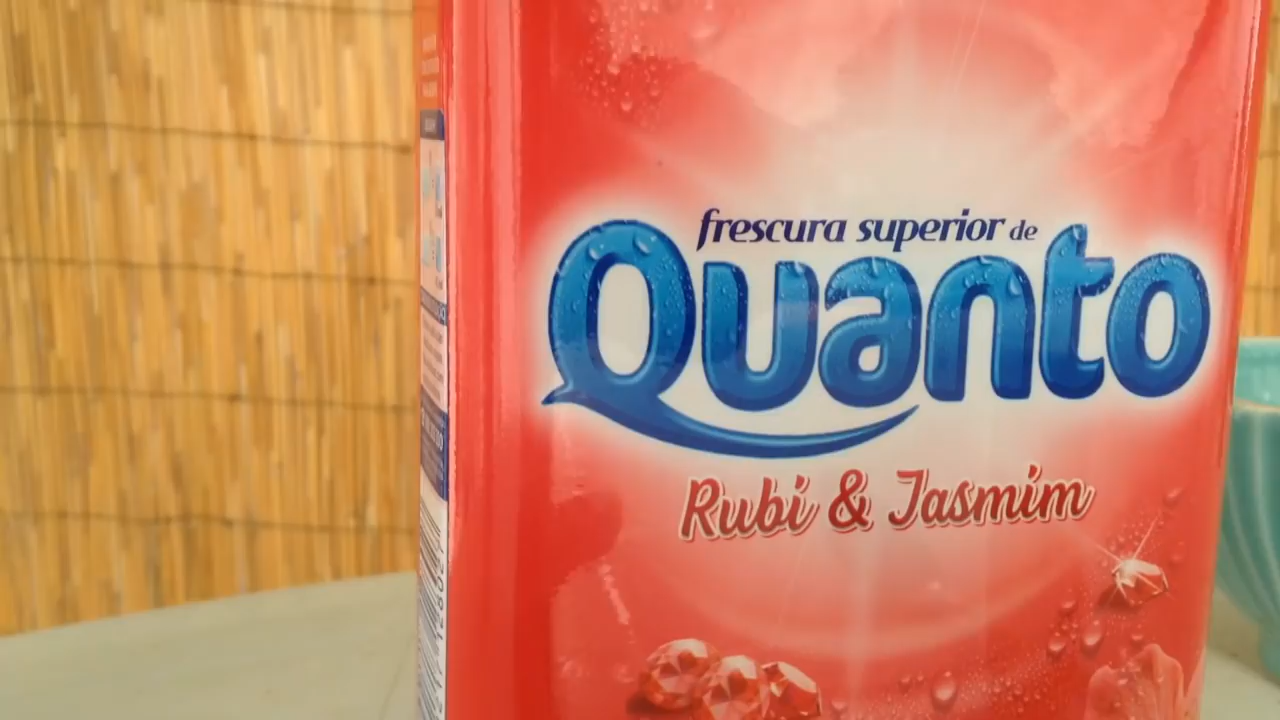 frescura superior de
Quanto
Rubi & Jasmim